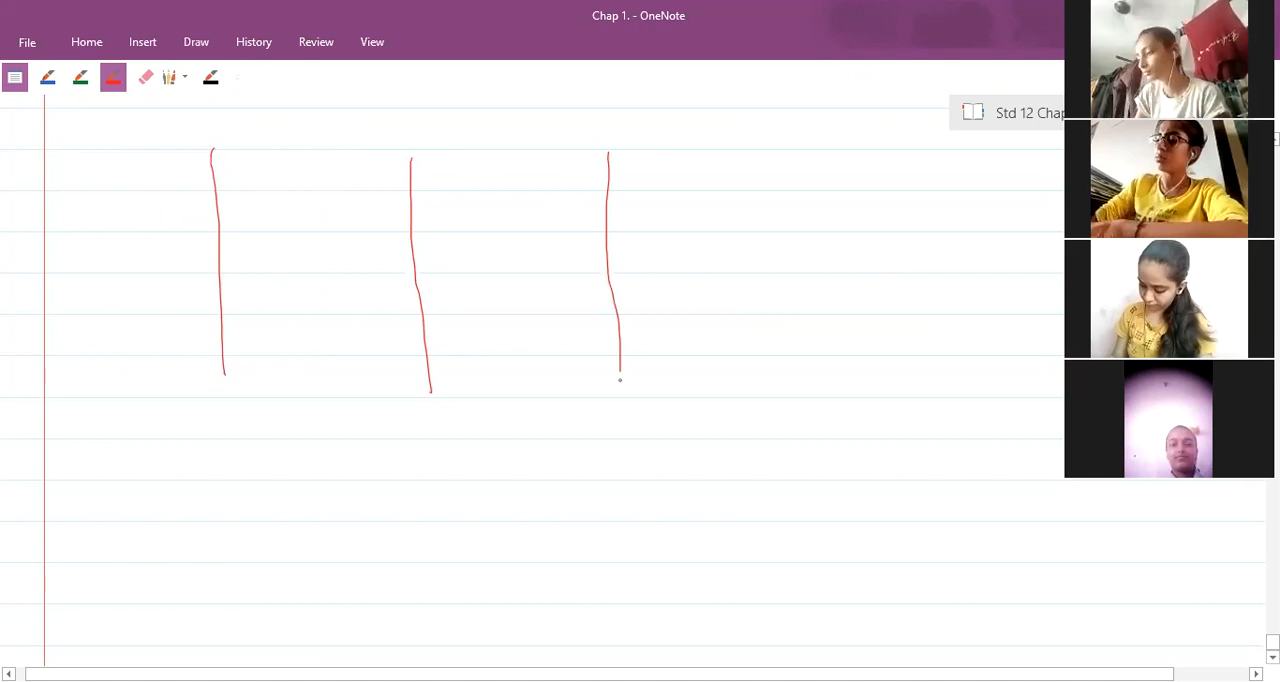 Chap 1. - OneNote
File
Home
Insert
Draw
History
Review
View
Std 12 Chap